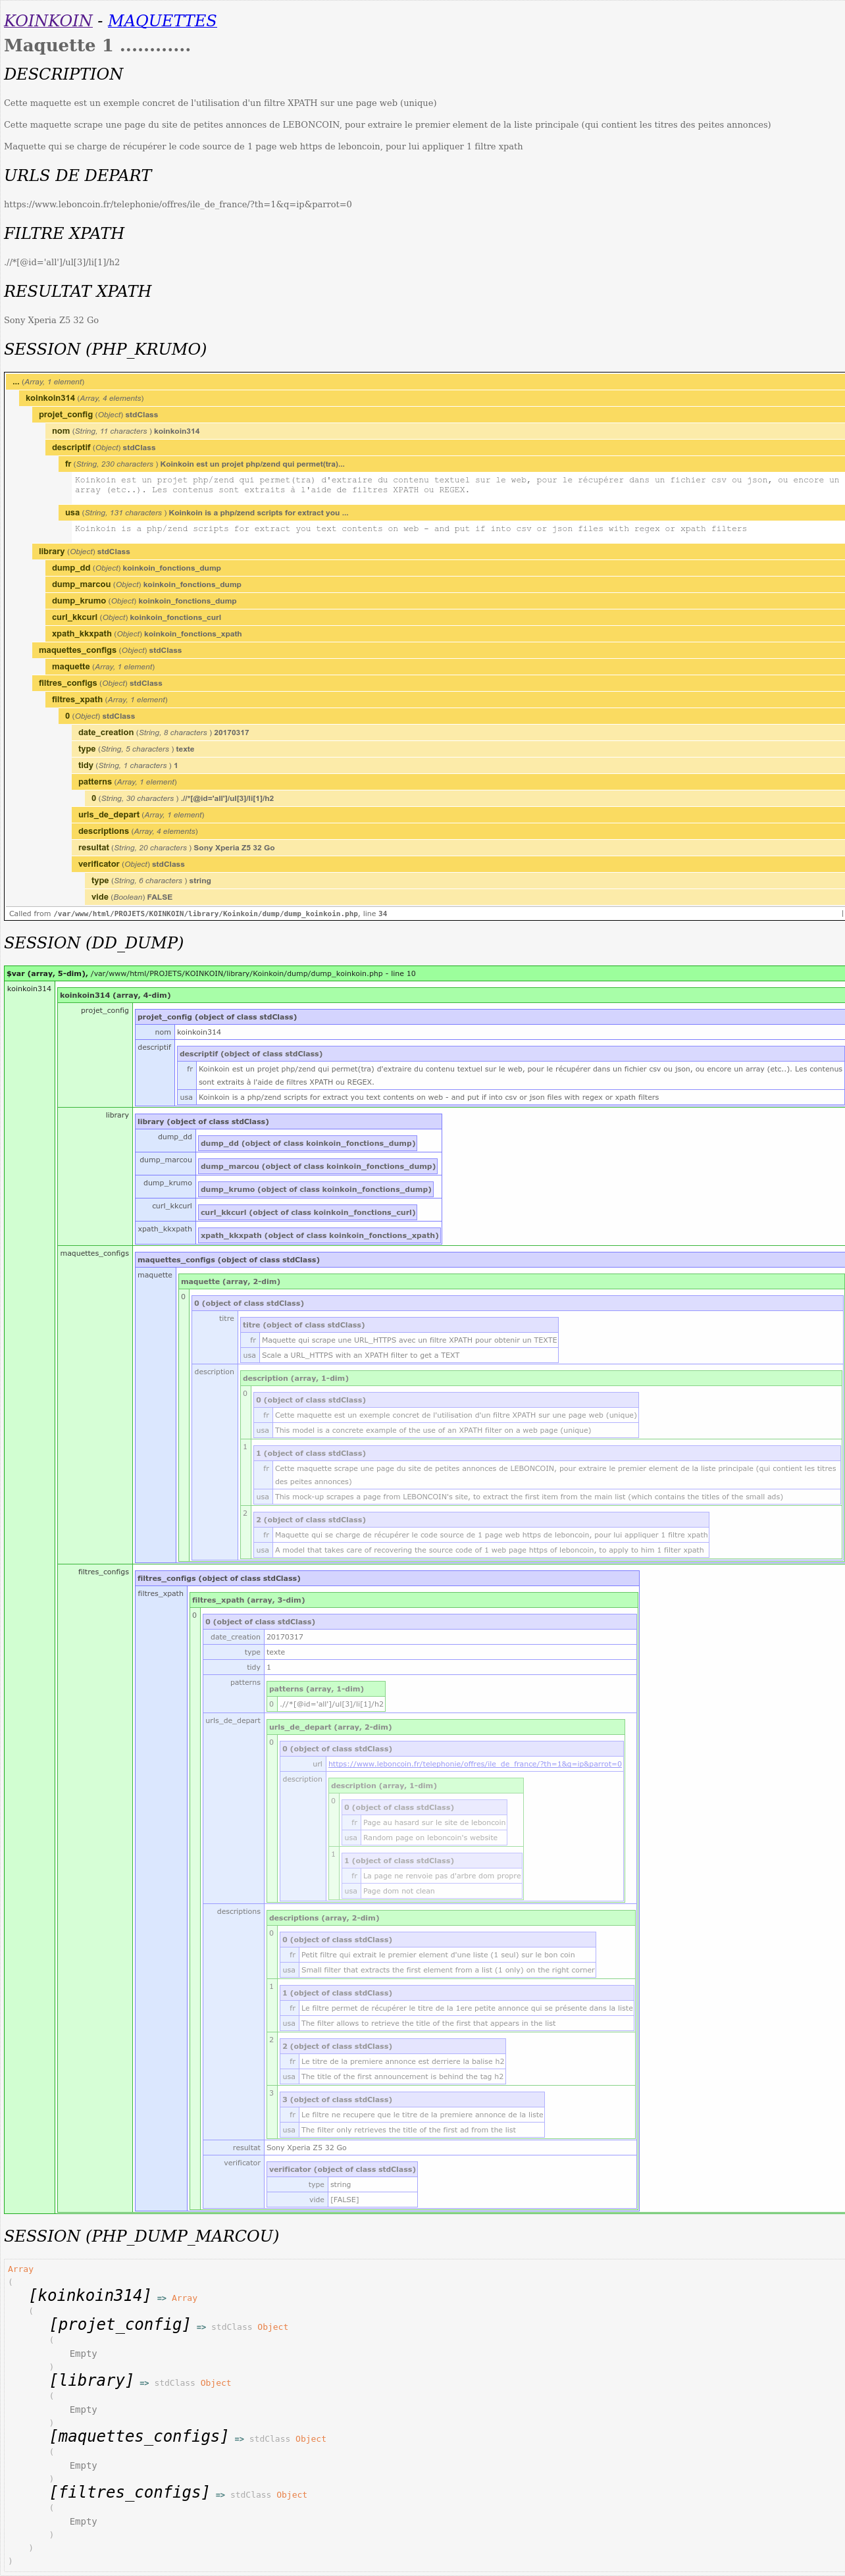 KOINKOIN - MAQUETTES
Maquette 1 ............
DESCRIPTION
Cette maquette est un exemple concret de l'utilisation d'un filtre XPATH sur une page web (unique)
Cette maquette scrape une page du site de petites annonces de LEBONCOIN, pour extraire le premier element de la liste principale (qui contient les titres des peites annonces)
Maquette qui se charge de récupérer le code source de 1 page web https de leboncoin, pour lui appliquer 1 filtre xpath
URLS DE DEPART
https://www.leboncoin.fr/telephonie/offres/ile_de_france/?th=1&q=ip&parrot=0
FILTRE XPATH
.//*[@id='all']/ul[3]/li[1]/h2
RESULTAT XPATH
Sony Xperia Z5 32 Go
SESSION (PHP_KRUMO)
... (Array, 1 element)
koinkoin314 (Array, 4 elements)
projet_config (Object) stdClass
nom (String, 11 characters ) koinkoin314
descriptif (Object) stdClass
fr (String, 230 characters ) Koinkoin est un projet php/zend qui permet(tra)...
Koinkoin est un projet php/zend qui permet(tra) d'extraire du contenu textuel sur le web, pour le récupérer dans un fichier csv ou json, ou encore un
array (etc..). Les contenus sont extraits à l'aide de filtres XPATH ou REGEX.
usa (String, 131 characters ) Koinkoin is a php/zend scripts for extract you ...
Koinkoin is a php/zend scripts for extract you text contents on web - and put if into csv or json files with regex or xpath filters
library (Object) stdClass
dump_dd (Object) koinkoin_fonctions_dump
dump_marcou (Object) koinkoin_fonctions_dump
dump_krumo (Object) koinkoin_fonctions_dump
curl_kkcurl (Object) koinkoin_fonctions_curl
xpath_kkxpath (Object) koinkoin_fonctions_xpath
maquettes_configs (Object) stdClass
maquette (Array, 1 element)
filtres_configs (Object) stdClass
filtres_xpath (Array, 1 element)
0 (Object) stdClass
date_creation (String, 8 characters ) 20170317
type (String, 5 characters ) texte
tidy (String, 1 characters ) 1
patterns (Array, 1 element)
0 (String, 30 characters ) .//*[@id='all']/ul[3]/li[1]/h2
urls_de_depart (Array, 1 element)
descriptions (Array, 4 elements)
resultat (String, 20 characters ) Sony Xperia Z5 32 Go
verificator (Object) stdClass
type (String, 6 characters ) string
vide (Boolean) FALSE
Called from /var/www/html/PROJETS/KOINKOIN/library/Koinkoin/dump/dump_koinkoin.php, line 34
SESSION (DD_DUMP)
$var (array, 5-dim), /var/www/html/PROJETS/KOINKOIN/library/Koinkoin/dump/dump_koinkoin.php - line 10
koinkoin314
koinkoin314 (array, 4-dim)
projet_config
projet_config (object of class stdClass)
nom koinkoin314
descriptif
descriptif (object of class stdClass)
fr Koinkoin est un projet php/zend qui permet(tra) d'extraire du contenu textuel sur le web, pour le récupérer dans un fichier csv ou json, ou encore un array (etc..). Les contenus
sont extraits à l'aide de filtres XPATH ou REGEX.
usa Koinkoin is a php/zend scripts for extract you text contents on web - and put if into csv or json files with regex or xpath filters
library
library (object of class stdClass)
dump_dd
dump_dd (object of class koinkoin_fonctions_dump)
dump_marcou
dump_marcou (object of class koinkoin_fonctions_dump)
dump_krumo
dump_krumo (object of class koinkoin_fonctions_dump)
curl_kkcurl
curl_kkcurl (object of class koinkoin_fonctions_curl)
xpath_kkxpath
xpath_kkxpath (object of class koinkoin_fonctions_xpath)
maquettes_configs
maquettes_configs (object of class stdClass)
maquette
maquette (array, 2-dim)
0
0 (object of class stdClass)
titre
titre (object of class stdClass)
fr Maquette qui scrape une URL_HTTPS avec un filtre XPATH pour obtenir un TEXTE
usa Scale a URL_HTTPS with an XPATH filter to get a TEXT
description
description (array, 1-dim)
0
0 (object of class stdClass)
fr Cette maquette est un exemple concret de l'utilisation d'un filtre XPATH sur une page web (unique)
usa This model is a concrete example of the use of an XPATH filter on a web page (unique)
1
1 (object of class stdClass)
fr Cette maquette scrape une page du site de petites annonces de LEBONCOIN, pour extraire le premier element de la liste principale (qui contient les titres
des peites annonces)
usa This mock-up scrapes a page from LEBONCOIN's site, to extract the first item from the main list (which contains the titles of the small ads)
2
2 (object of class stdClass)
fr Maquette qui se charge de récupérer le code source de 1 page web https de leboncoin, pour lui appliquer 1 filtre xpath
usa A model that takes care of recovering the source code of 1 web page https of leboncoin, to apply to him 1 filter xpath
filtres_configs
filtres_configs (object of class stdClass)
filtres_xpath
filtres_xpath (array, 3-dim)
0
0 (object of class stdClass)
date_creation 20170317
type texte
tidy 1
patterns
patterns (array, 1-dim)
0 .//*[@id='all']/ul[3]/li[1]/h2
urls_de_depart
urls_de_depart (array, 2-dim)
0
0 (object of class stdClass)
url https://www.leboncoin.fr/telephonie/offres/ile_de_france/?th=1&q=ip&parrot=0
description
description (array, 1-dim)
0
0 (object of class stdClass)
fr Page au hasard sur le site de leboncoin
usa Random page on leboncoin's website
1
1 (object of class stdClass)
fr La page ne renvoie pas d'arbre dom propre
usa Page dom not clean
descriptions
descriptions (array, 2-dim)
0
0 (object of class stdClass)
fr Petit filtre qui extrait le premier element d'une liste (1 seul) sur le bon coin
usa Small filter that extracts the first element from a list (1 only) on the right corner
1
1 (object of class stdClass)
fr Le filtre permet de récupérer le titre de la 1ere petite annonce qui se présente dans la liste
usa The filter allows to retrieve the title of the first that appears in the list
2
2 (object of class stdClass)
fr Le titre de la premiere annonce est derriere la balise h2
usa The title of the first announcement is behind the tag h2
3
3 (object of class stdClass)
fr Le filtre ne recupere que le titre de la premiere annonce de la liste
usa The filter only retrieves the title of the first ad from the list
resultat Sony Xperia Z5 32 Go
verificator
verificator (object of class stdClass)
type string
vide [FALSE]
SESSION (PHP_DUMP_MARCOU)
Array
(
[koinkoin314] => Array
(
[projet_config] => stdClass Object
(
Empty
)
[library] => stdClass Object
(
Empty
)
[maquettes_configs] => stdClass Object
(
Empty
)
[filtres_configs] => stdClass Object
(
Empty
)
)
)